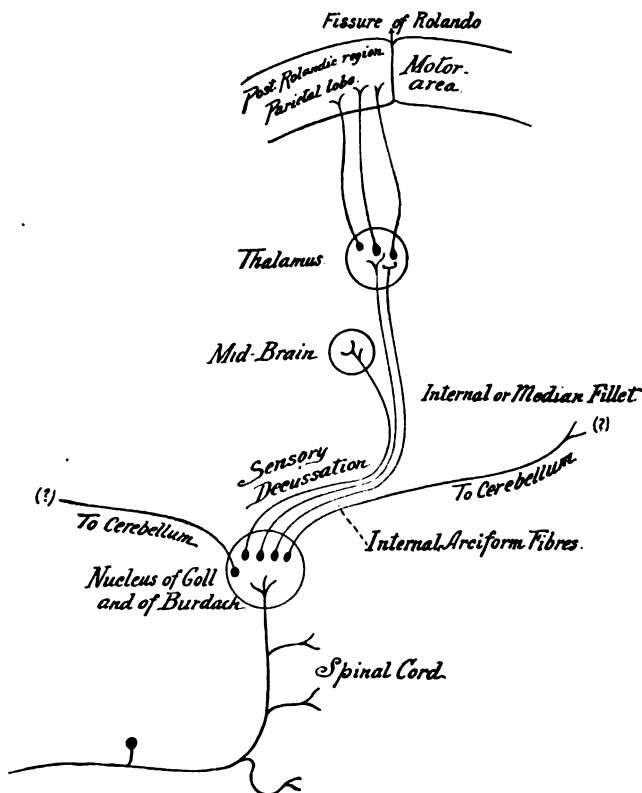 Fissure of Rolando
Post. Rolandic region
Parietal lobe.
Motor-
area.
Thalamus
Mid-Brain
Internal or Median Fillet
Sensory
Decussation
(?)
(?)
To Cerebellum
To Cerebellum
Internal Arciform Fibres.
Nucleus of Goll
and of Burdach
Spinal Cord